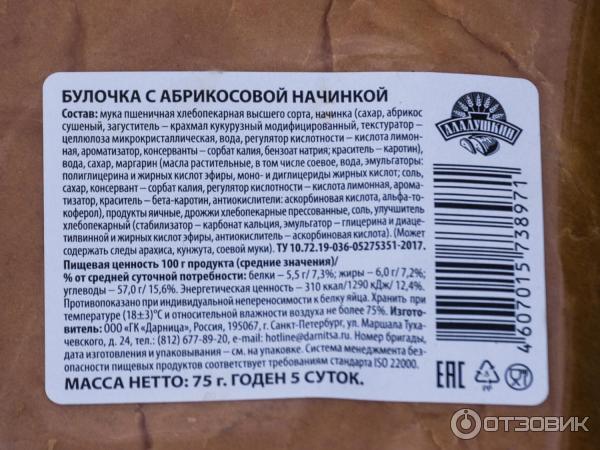 БУЛОЧКА С АБРИКОСОВОЙ НАЧИНКОЙ
Состав: мука пшеничная хлебопекарная высшего сорта, начинка (сахар, абрикос
сушеный, загуститель – крахмал кукурузный модифицированный, текстуратор -
целлюлоза микрокристаллическая, вода, регулятор кислотности – кислота лимон-
ная, ароматизатор, консерванты – сорбат калия, бензоат натрия; краситель – каротин),
вода, сахар, маргарин (масла растительные, в том числе соевое, вода, эмульгаторы:
полиглицерина и жирных кислот эфиры, моно- и диглицериды жирных кислот; соль,
сахар, консервант – сорбат калия, регулятор кислотности – кислота лимонная, арома-
тизатор, краситель – бета-каротин, антиокислители: аскорбиновая кислота, альфа-то-
коферол), продукты яичные, дрожжи хлебопекарные прессованные, соль, улучшитель
хлебопекарный (стабилизатор – карбонат кальция, эмульгатор – глицерина и диаце-
тилвинной и жирных кислот эфиры, антиокислитель – аскорбиновая кислота). (Может
содержать следы арахиса, кунжута, соевой муки). ТУ 10.72.19-036-05275351-2017.
Пищевая ценность 100 г продукта (средние значения)/
% от средней суточной потребности: белки – 5,5 г/ 7,3%; жиры – 6,0 г/ 7,2%;
углеводы – 57,0 г/ 15,6%. Энергетическая ценность – 310 ккал/1290 кДж/ 12,4%.
Противопоказано при индивидуальной непереносимости к белку яйца. Хранить при
температуре (18±3)°С и относительной влажности воздуха не более 75%. Изгото-
витель: ООО «ГК «Дарница», Россия, 195067, г. Санкт-Петербург, ул. Маршала Туха-
чевского, д. 24, тел.: (812) 677-89-20, e-mail: hotline@darnitsa.ru. Номер бригады,
дата изготовления и упаковывания – см. на упаковке. Система менеджмента безо-
пасности пищевых продуктов соответствует требованиям стандарта ISO 22000.
МАССА НЕТТО: 75 г. ГОДЕН 5 СУТОК.
АЛАДУШКИН
4607015738971
EAC
PP
ОТЗОВИК